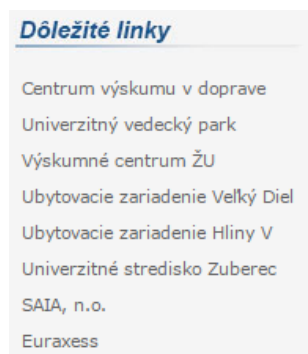 Dôležité linky
Centrum výskumu v doprave
Univerzitný vedecký park
Výskumné centrum ŽU
Ubytovacie zariadenie Veľký Diel
Ubytovacie zariadenie Hliny V
Univerzitné stredisko Zuberec
SAIA, n.o.
Euraxess